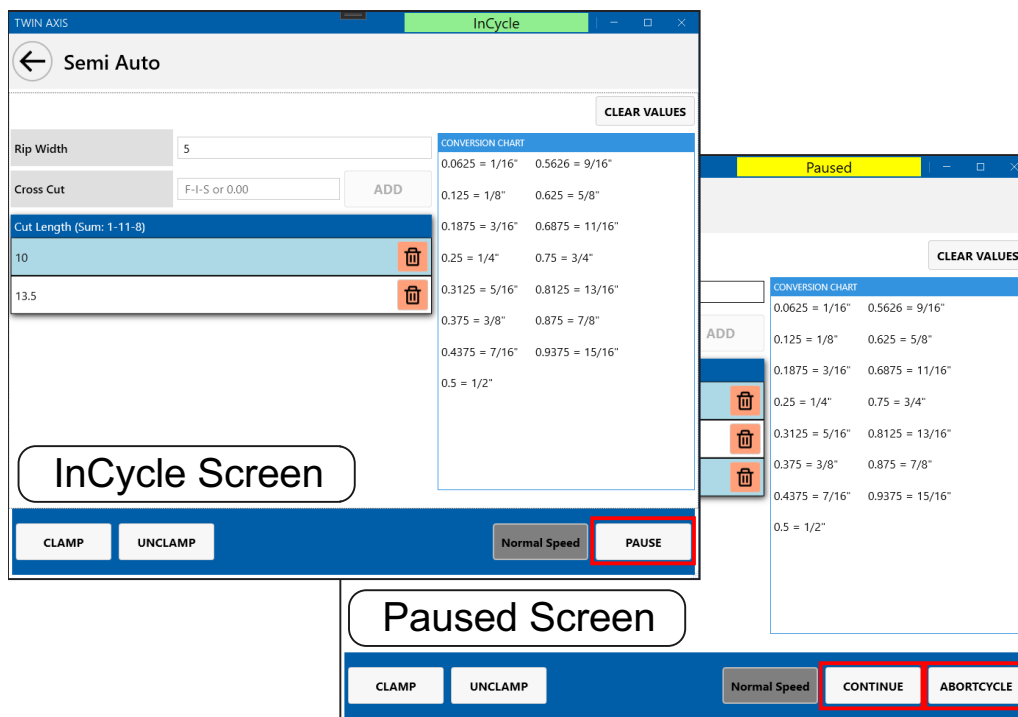 TWIN AXIS
InCycle
Semi Auto
CLEAR VALUES
Rip Width
5
Cross Cut
F-I-S or 0.00
ADD
Cut Length (Sum: 1-11-8)
10
13.5
CONVERSION CHART
0.0625 = 1/16" 0.5626 = 9/16"
0.125 = 1/8" 0.625 = 5/8"
0.1875 = 3/16" 0.6875 = 11/16"
0.25 = 1/4" 0.75 = 3/4"
0.3125 = 5/16" 0.8125 = 13/16"
0.375 = 3/8" 0.875 = 7/8"
0.4375 = 7/16" 0.9375 = 15/16"
0.5 = 1/2"
InCycle Screen
CLAMP UNCLAMP Normal Speed PAUSE
Paused
CLEAR VALUES
ADD
CONVERSION CHART
0.0625 = 1/16" 0.5626 = 9/16"
0.125 = 1/8" 0.625 = 5/8"
0.1875 = 3/16" 0.6875 = 11/16"
0.25 = 1/4" 0.75 = 3/4"
0.3125 = 5/16" 0.8125 = 13/16"
0.375 = 3/8" 0.875 = 7/8"
0.4375 = 7/16" 0.9375 = 15/16"
0.5 = 1/2"
Paused Screen
CLAMP UNCLAMP Normal Speed CONTINUE ABORTCYCLE